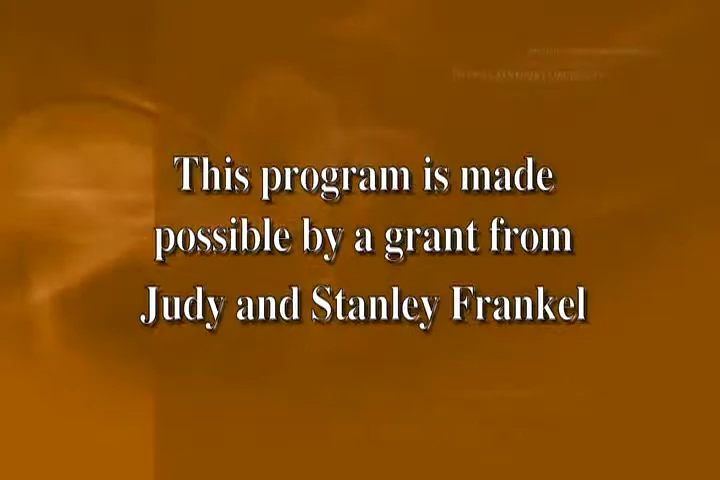 This program is made
possible by a grant from
Judy and Stanley Frankel